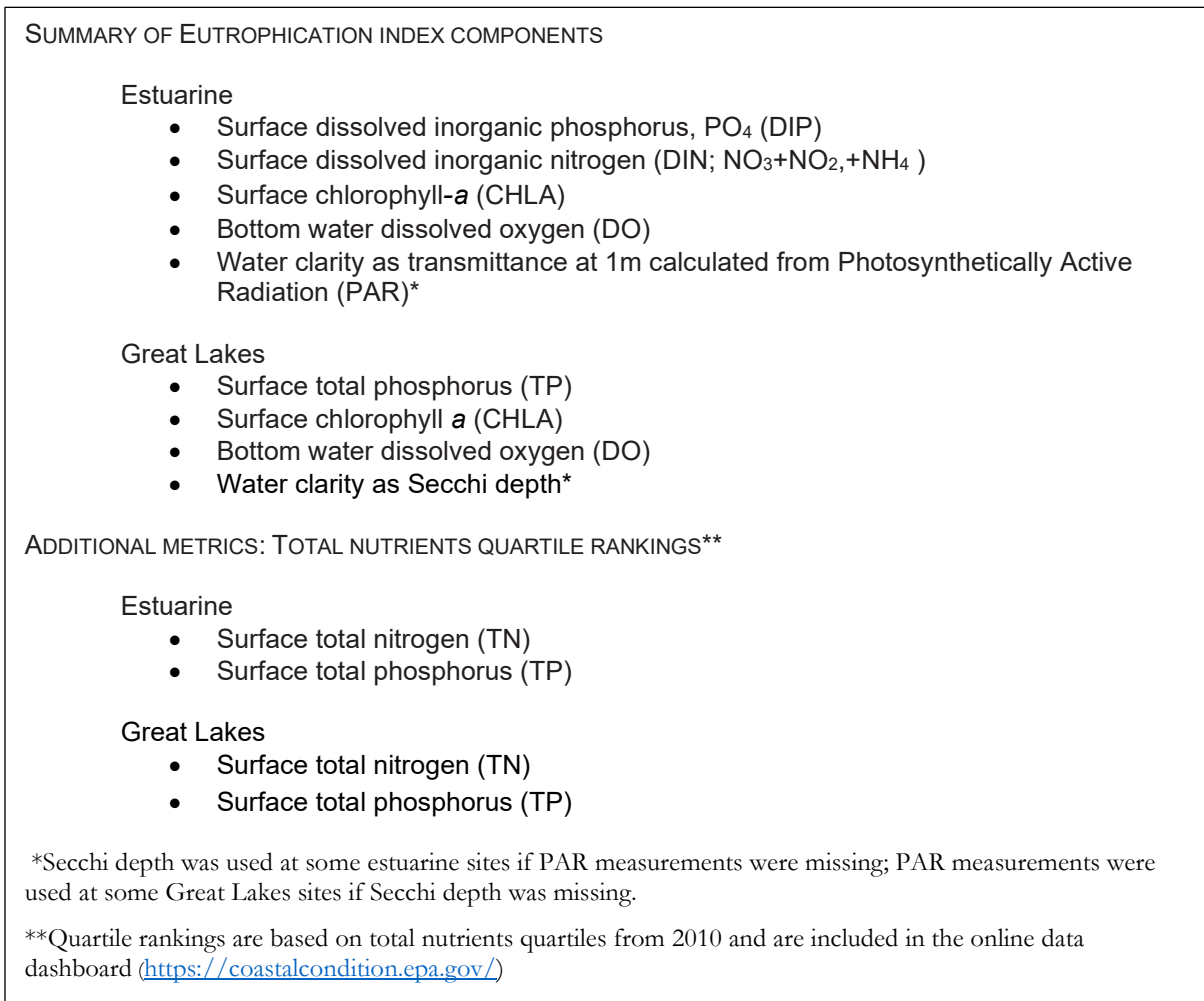 SUMMARY OF EUTROPHICATION INDEX COMPONENTS
Estuarine
• Surface dissolved inorganic phosphorus, PO₄ (DIP)
• Surface dissolved inorganic nitrogen (DIN; NO₃+NO₂,+NH₄ )
• Surface chlorophyll-a (CHLA)
• Bottom water dissolved oxygen (DO)
• Water clarity as transmittance at 1m calculated from Photosynthetically Active
Radiation (PAR)*
Great Lakes
• Surface total phosphorus (TP)
• Surface chlorophyll a (CHLA)
• Bottom water dissolved oxygen (DO)
• Water clarity as Secchi depth*
ADDITIONAL METRICS: TOTAL NUTRIENTS QUARTILE RANKINGS**
Estuarine
• Surface total nitrogen (TN)
• Surface total phosphorus (TP)
Great Lakes
• Surface total nitrogen (TN)
• Surface total phosphorus (TP)
*Secchi depth was used at some estuarine sites if PAR measurements were missing; PAR measurements were
used at some Great Lakes sites if Secchi depth was missing.
**Quartile rankings are based on total nutrients quartiles from 2010 and are included in the online data
dashboard (https://coastalcondition.epa.gov/)